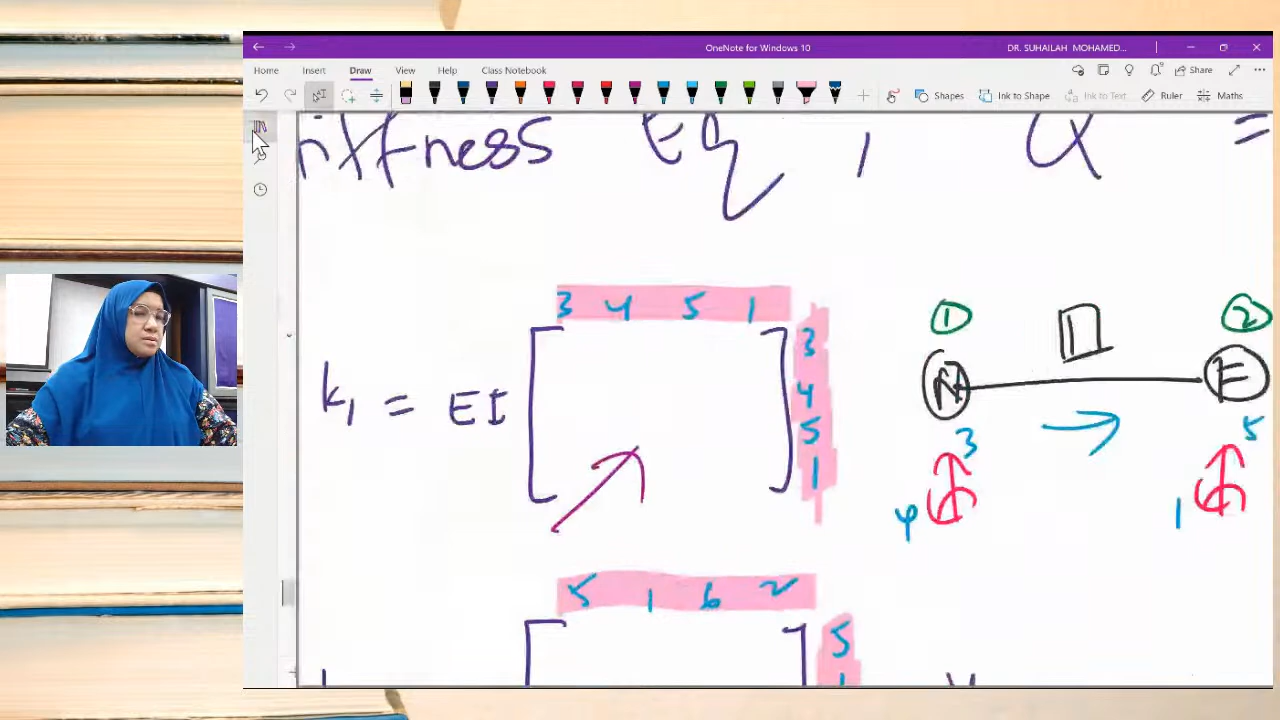 OneNote for Windows 10 DR. SUHAILAH MOHAMED...
Home Insert Draw View Help Class Notebook Share
Shapes Ink to Shape Ink to Text Ruler Maths
iffness Eq, Q =
3 4 5 1
k1 = EI
3
4
5
1
1 1 2
N F
3 5
4 1
5 1 6 2
5